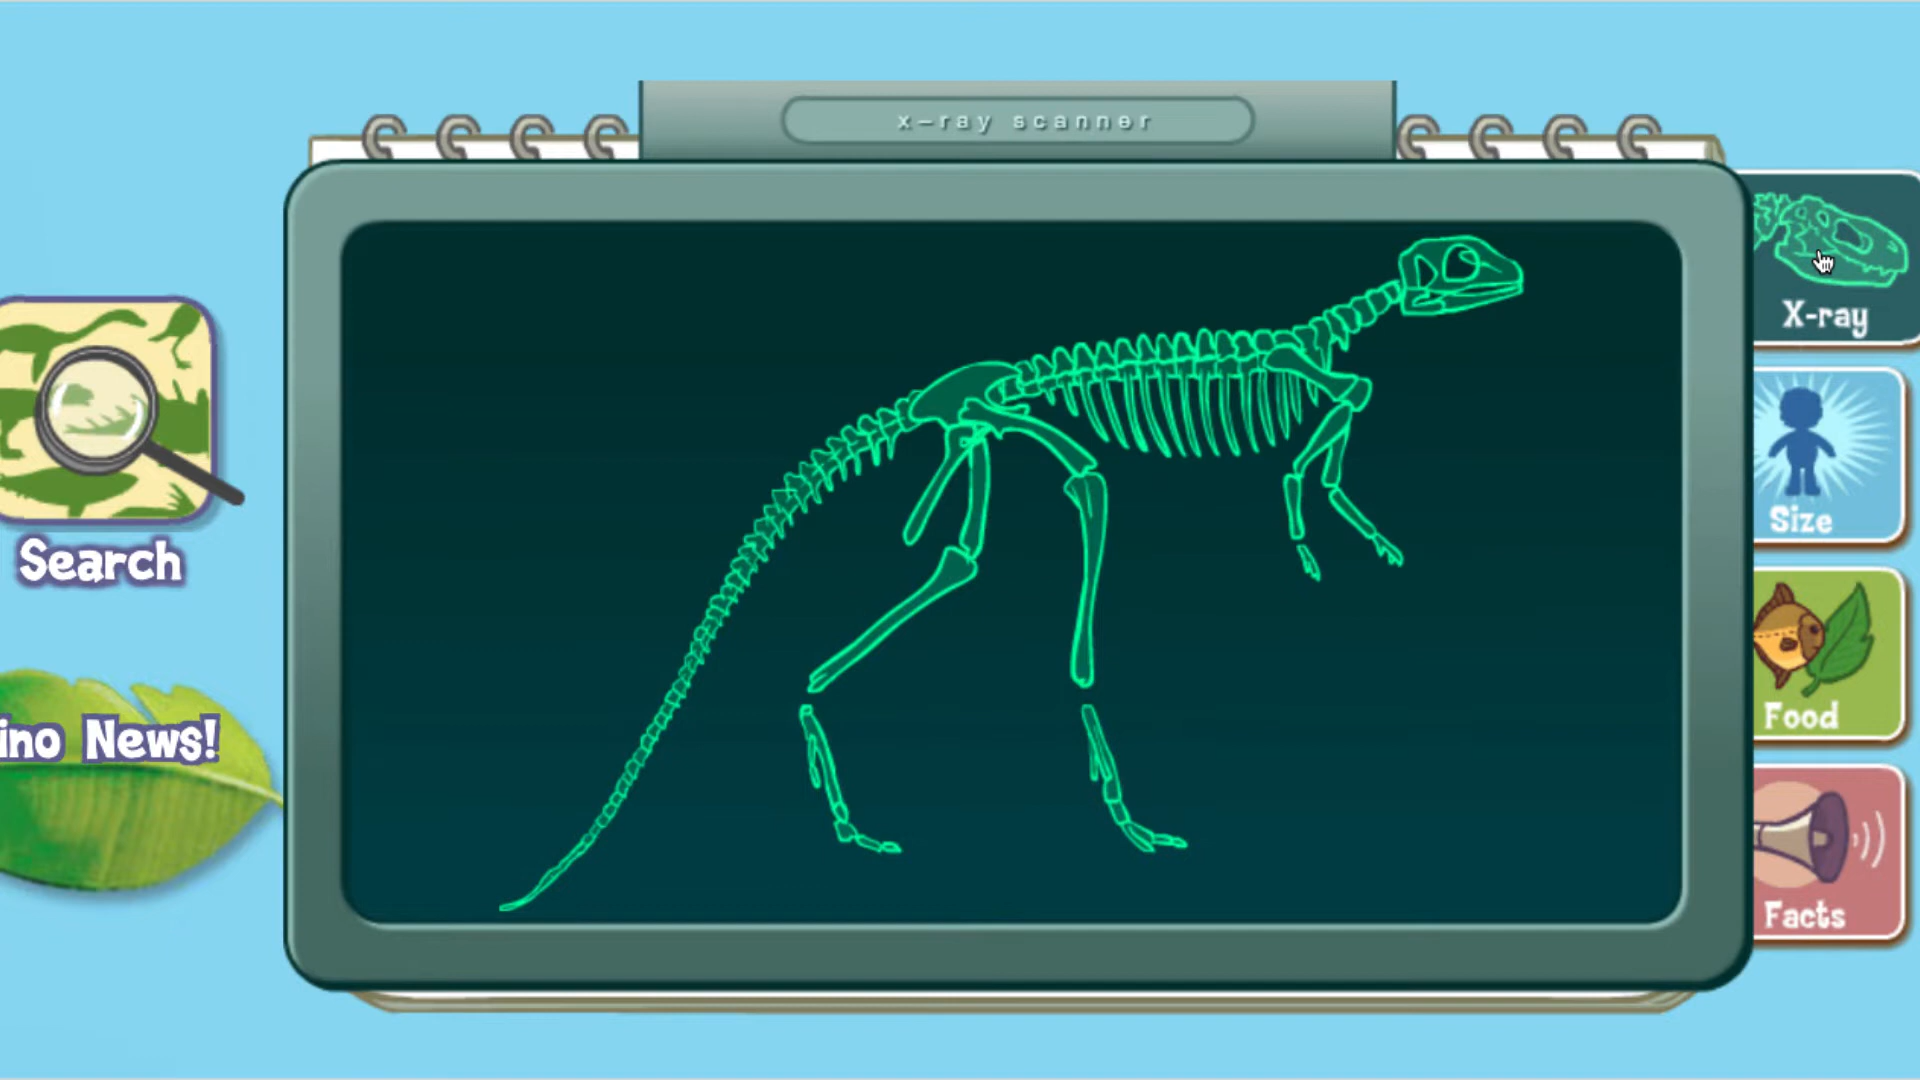 x-ray scanner
X-ray
Size
Search
Food
ino News!
Facts